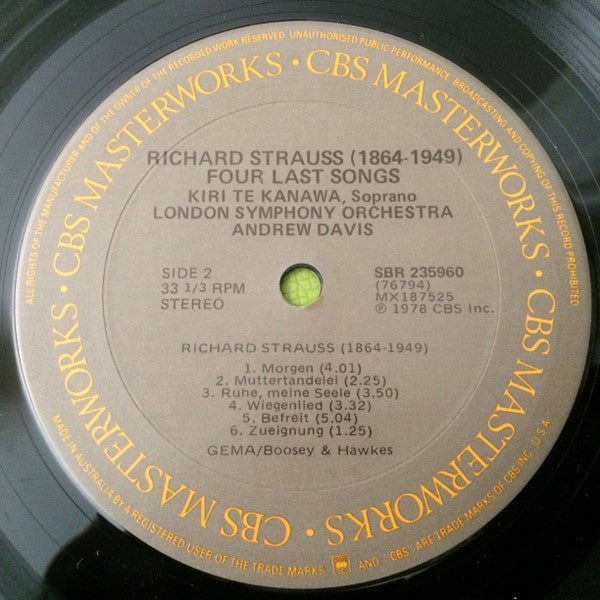 ALL RIGHTS OF THE MANUFACTURER AND OF THE OWNER OF THE RECORDED WORK RESERVED. UNAUTHORISED PUBLIC PERFORMANCE, BROADCASTING AND COPYING OF THIS RECORD PROHIBITED
CBS MASTERWORKS · CBS MASTERWORKS · CBS MASTERWORKS · CBS MASTERWORKS ·
RICHARD STRAUSS (1864-1949)
FOUR LAST SONGS
KIRI TE KANAWA, Soprano
LONDON SYMPHONY ORCHESTRA
ANDREW DAVIS
SIDE 2
33 1/3 RPM
STEREO
SBR 235960
(76794)
MX187525
℗ 1978 CBS Inc.
RICHARD STRAUSS (1864-1949)
1. Morgen (4.01)
2. Muttertandelei (2.25)
3. Ruhe, meine Seele (3.50)
4. Wiegenlied (3.32)
5. Befreit (5.04)
6. Zueignung (1.25)
GEMA/Boosey & Hawkes
MADE IN AUSTRALIA BY A REGISTERED USER OF THE TRADE MARKS AND "CBS" ARE TRADE MARKS OF CBS INC. U.S.A.